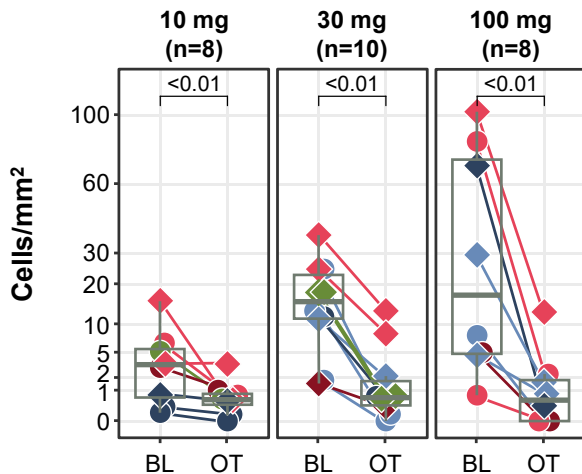 10 mg
(n=8)
30 mg
(n=10)
100 mg
(n=8)
<0.01
<0.01
<0.01
Cells/mm²
100
60
30
20
10
5
2
1
0
BL OT
BL OT
BL OT